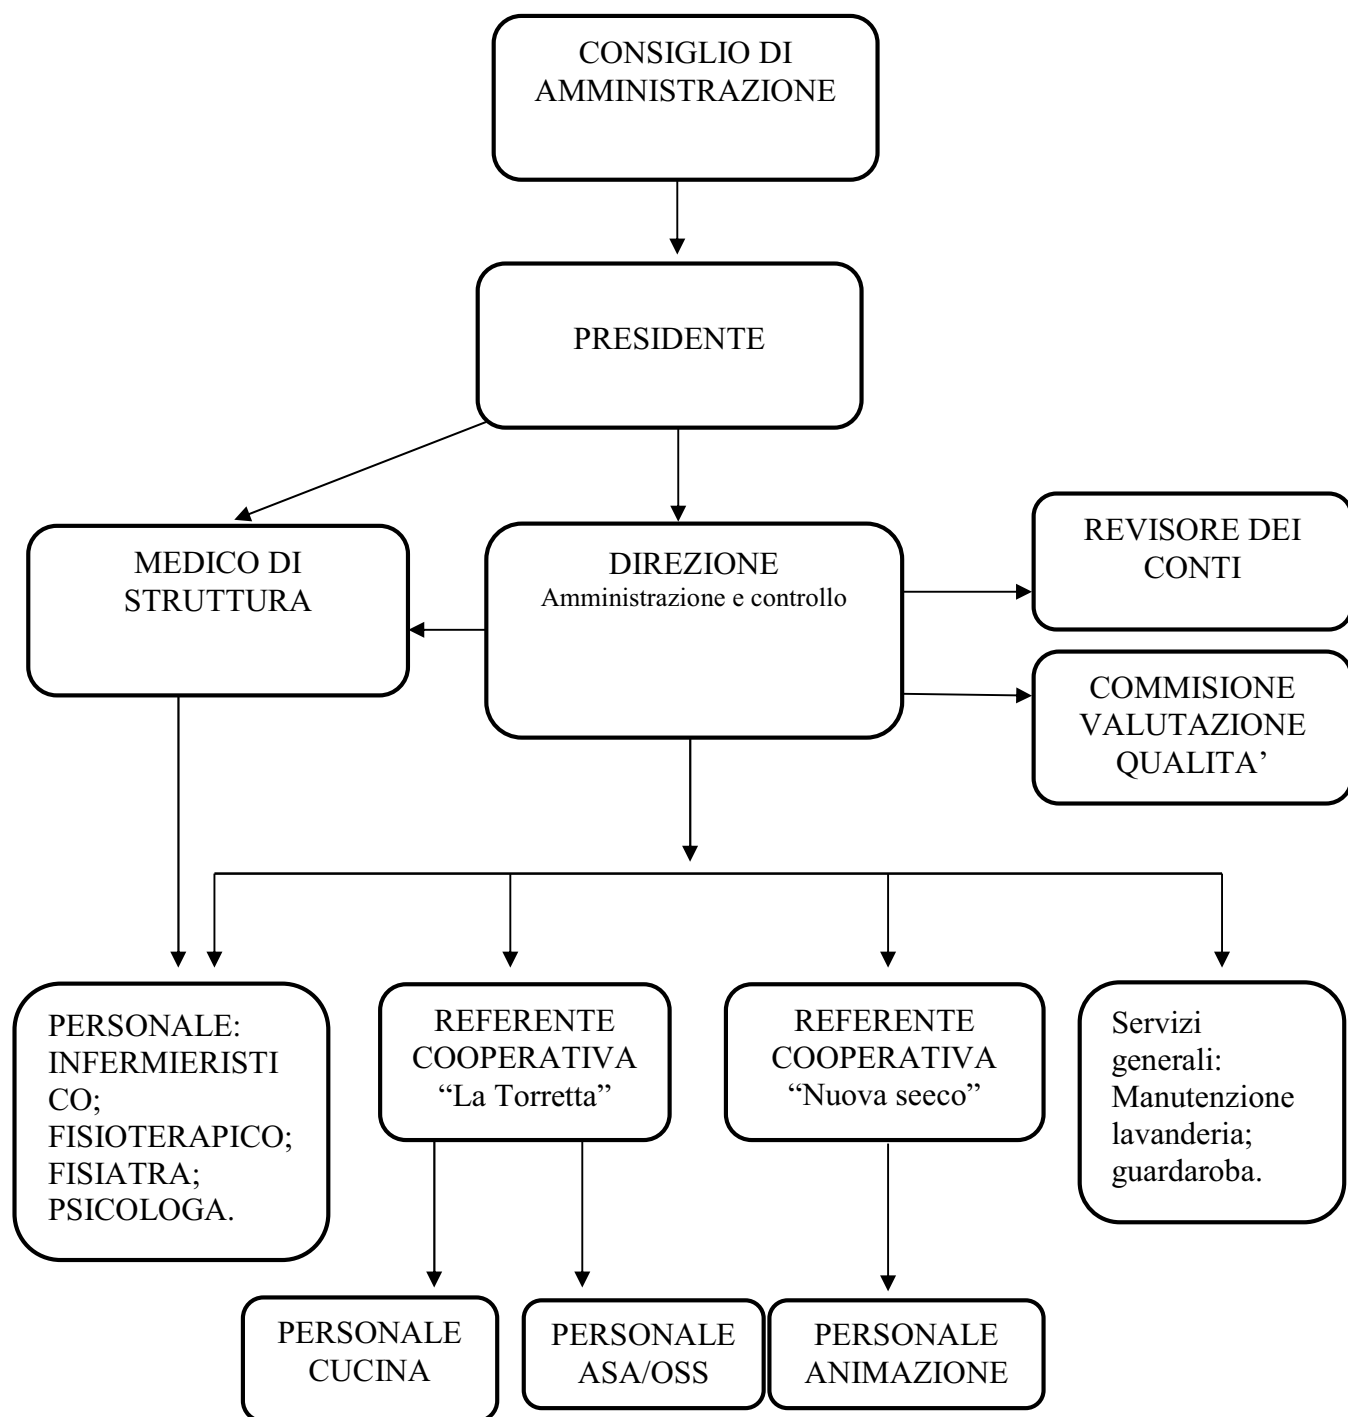 CONSIGLIO DI
AMMINISTRAZIONE
PRESIDENTE
MEDICO DI
STRUTTURA
DIREZIONE
Amministrazione e controllo
REVISORE DEI
CONTI
COMMISIONE
VALUTAZIONE
QUALITA’
PERSONALE:
INFERMIERISTI
CO;
FISIOTERAPICO;
FISIATRA;
PSICOLOGA.
REFERENTE
COOPERATIVA
“La Torretta”
REFERENTE
COOPERATIVA
“Nuova seeco”
Servizi
generali:
Manutenzione
lavanderia;
guardaroba.
PERSONALE
CUCINA
PERSONALE
ASA/OSS
PERSONALE
ANIMAZIONE